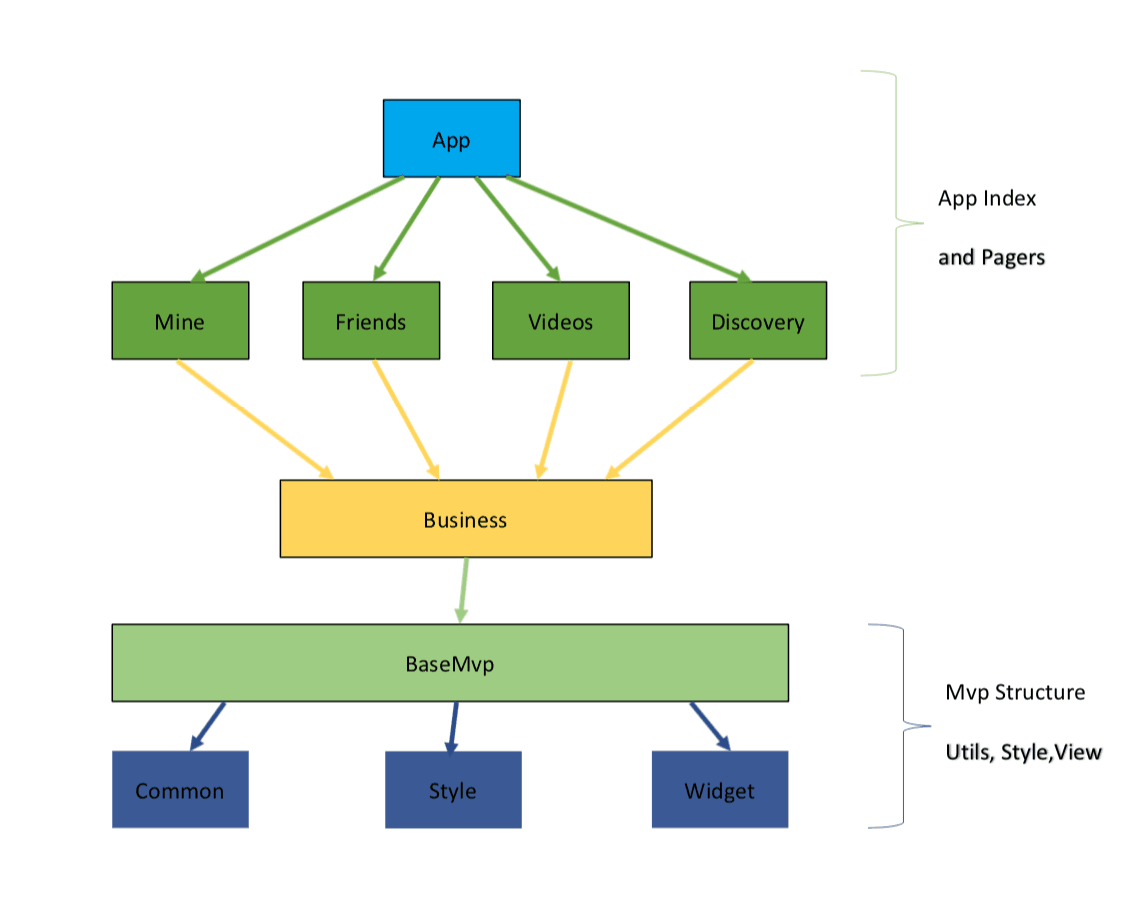 App
App Index
and Pagers
Mine
Friends
Videos
Discovery
Business
BaseMvp
Mvp Structure
Utils, Style,View
Common
Style
Widget